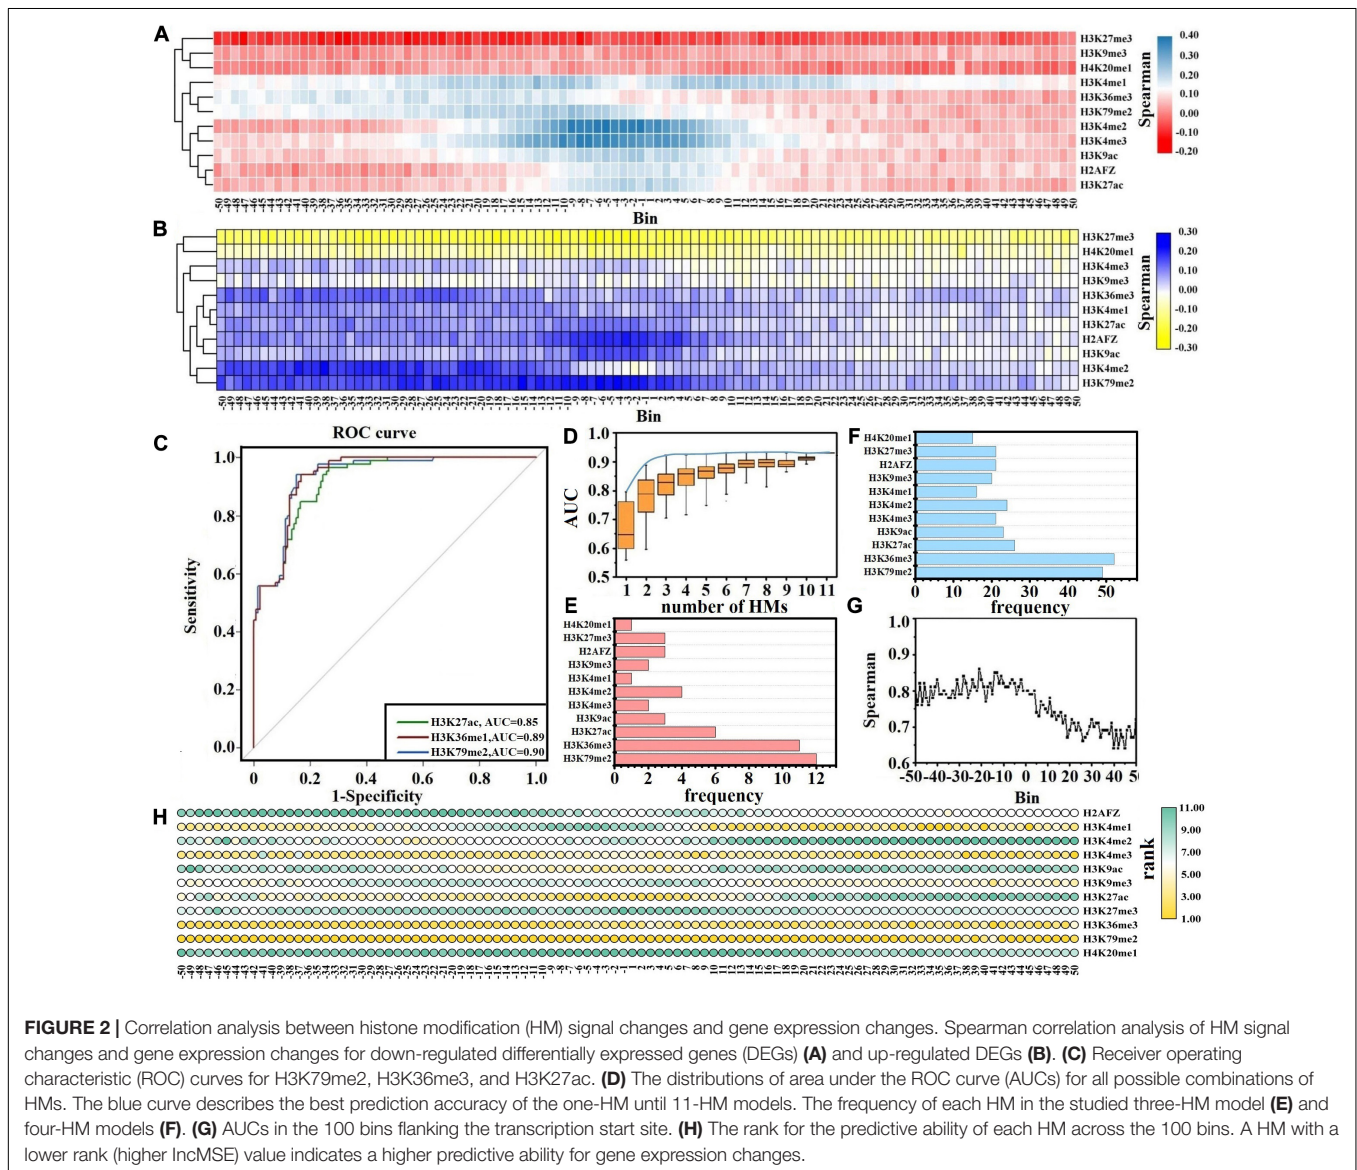 A
H3K27me3
H3K9me3
H4K20me1
H3K4me1
H3K36me3
H3K79me2
H3K4me2
H3K4me3
H3K9ac
H2AFZ
H3K27ac
Spearman
0.40
0.30
0.20
0.10
0.00
-0.10
-0.20
Bin
B
H3K27me3
H4K20me1
H3K4me3
H3K9me3
H3K36me3
H3K4me1
H3K27ac
H2AFZ
H3K9ac
H3K4me2
H3K79me2
Spearman
0.30
0.20
0.10
0.00
-0.10
-0.20
-0.30
Bin
C
ROC curve
Sensitivity
1.0
0.8
0.6
0.4
0.2
0.0
H3K27ac, AUC=0.85
H3K36me1,AUC=0.89
H3K79me2,AUC=0.90
0 0.2 0.4 0.6 0.8 1.0
1-Specificity
D
AUC
1.0
0.9
0.8
0.7
0.6
0.5
1 2 3 4 5 6 7 8 9 10 11
number of HMs
E
H4K20me1
H3K27me3
H2AFZ
H3K9me3
H3K4me1
H3K4me2
H3K4me3
H3K9ac
H3K27ac
H3K36me3
H3K79me2
0 2 4 6 8 10 12
frequency
F
H4K20me1
H3K27me3
H2AFZ
H3K9me3
H3K4me1
H3K4me2
H3K4me3
H3K9ac
H3K27ac
H3K36me3
H3K79me2
0 10 20 30 40 50
frequency
G
Spearman
1.0
0.9
0.8
0.7
0.6
-50 -40 -30 -20 -10 0 10 20 30 40 50
Bin
H
H2AFZ
H3K4me1
H3K4me2
H3K4me3
H3K9ac
H3K9me3
H3K27ac
H3K27me3
H3K36me3
H3K79me2
H4K20me1
rank
11.00
9.00
7.00
5.00
3.00
1.00
FIGURE 2 | Correlation analysis between histone modification (HM) signal changes and gene expression changes. Spearman correlation analysis of HM signal
changes and gene expression changes for down-regulated differentially expressed genes (DEGs) (A) and up-regulated DEGs (B). (C) Receiver operating
characteristic (ROC) curves for H3K79me2, H3K36me3, and H3K27ac. (D) The distributions of area under the ROC curve (AUCs) for all possible combinations of
HMs. The blue curve describes the best prediction accuracy of the one-HM until 11-HM models. The frequency of each HM in the studied three-HM model (E) and
four-HM models (F). (G) AUCs in the 100 bins flanking the transcription start site. (H) The rank for the predictive ability of each HM across the 100 bins. A HM with a
lower rank (higher IncMSE) value indicates a higher predictive ability for gene expression changes.